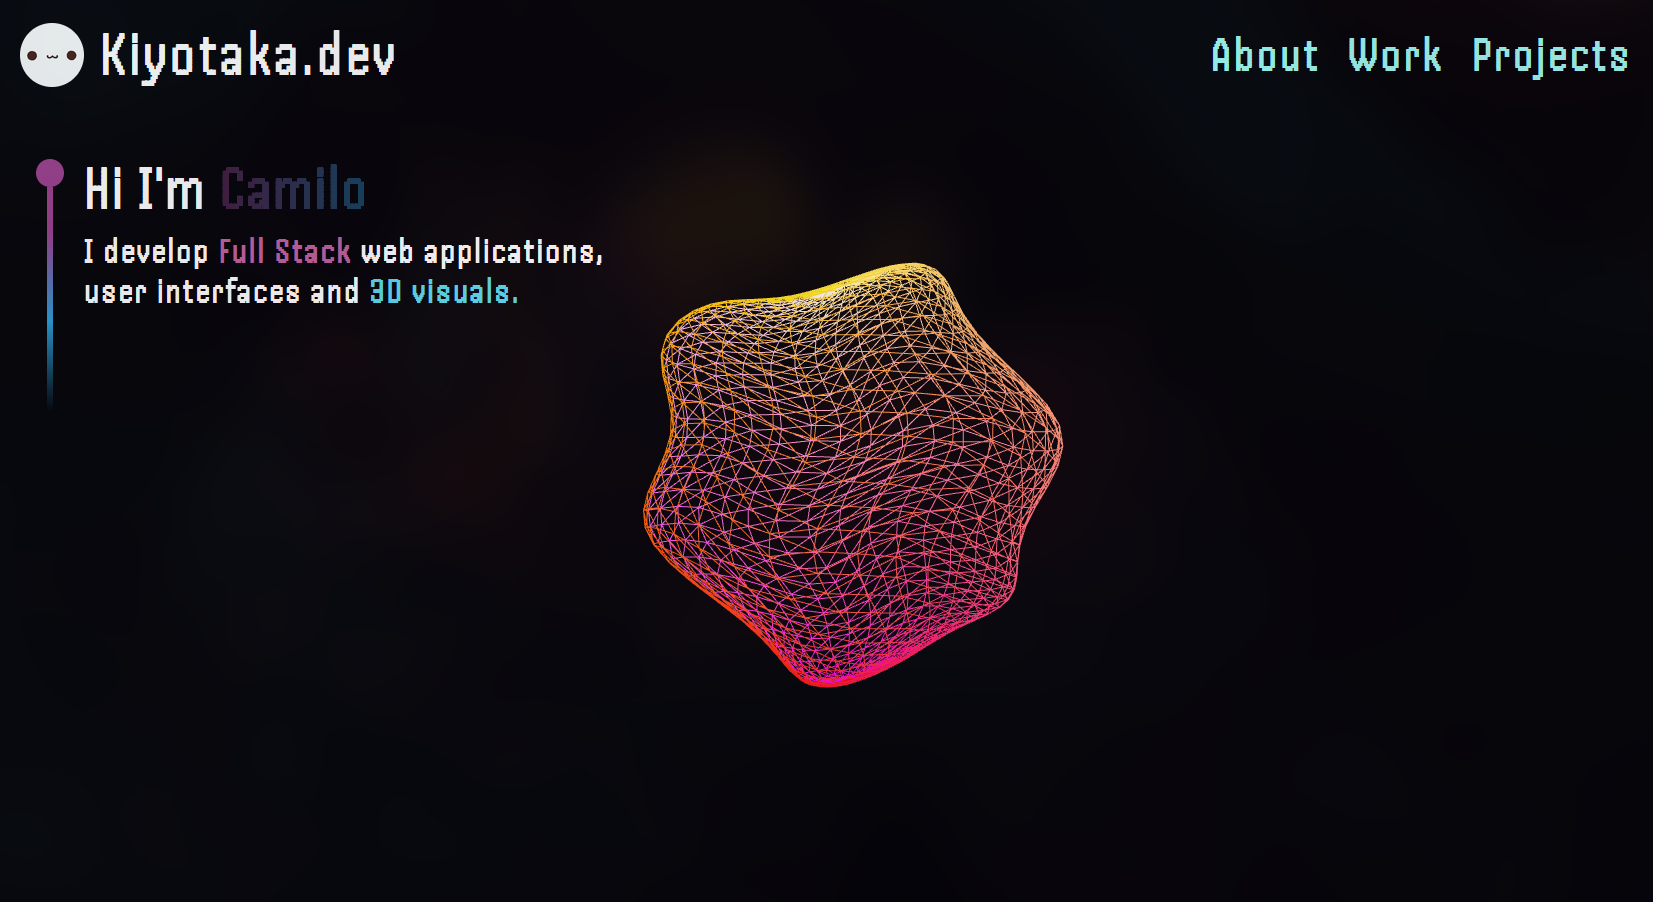 Kiyotaka.dev
About Work Projects
Hi I'm Camilo
I develop Full Stack web applications,
user interfaces and 3D visuals.